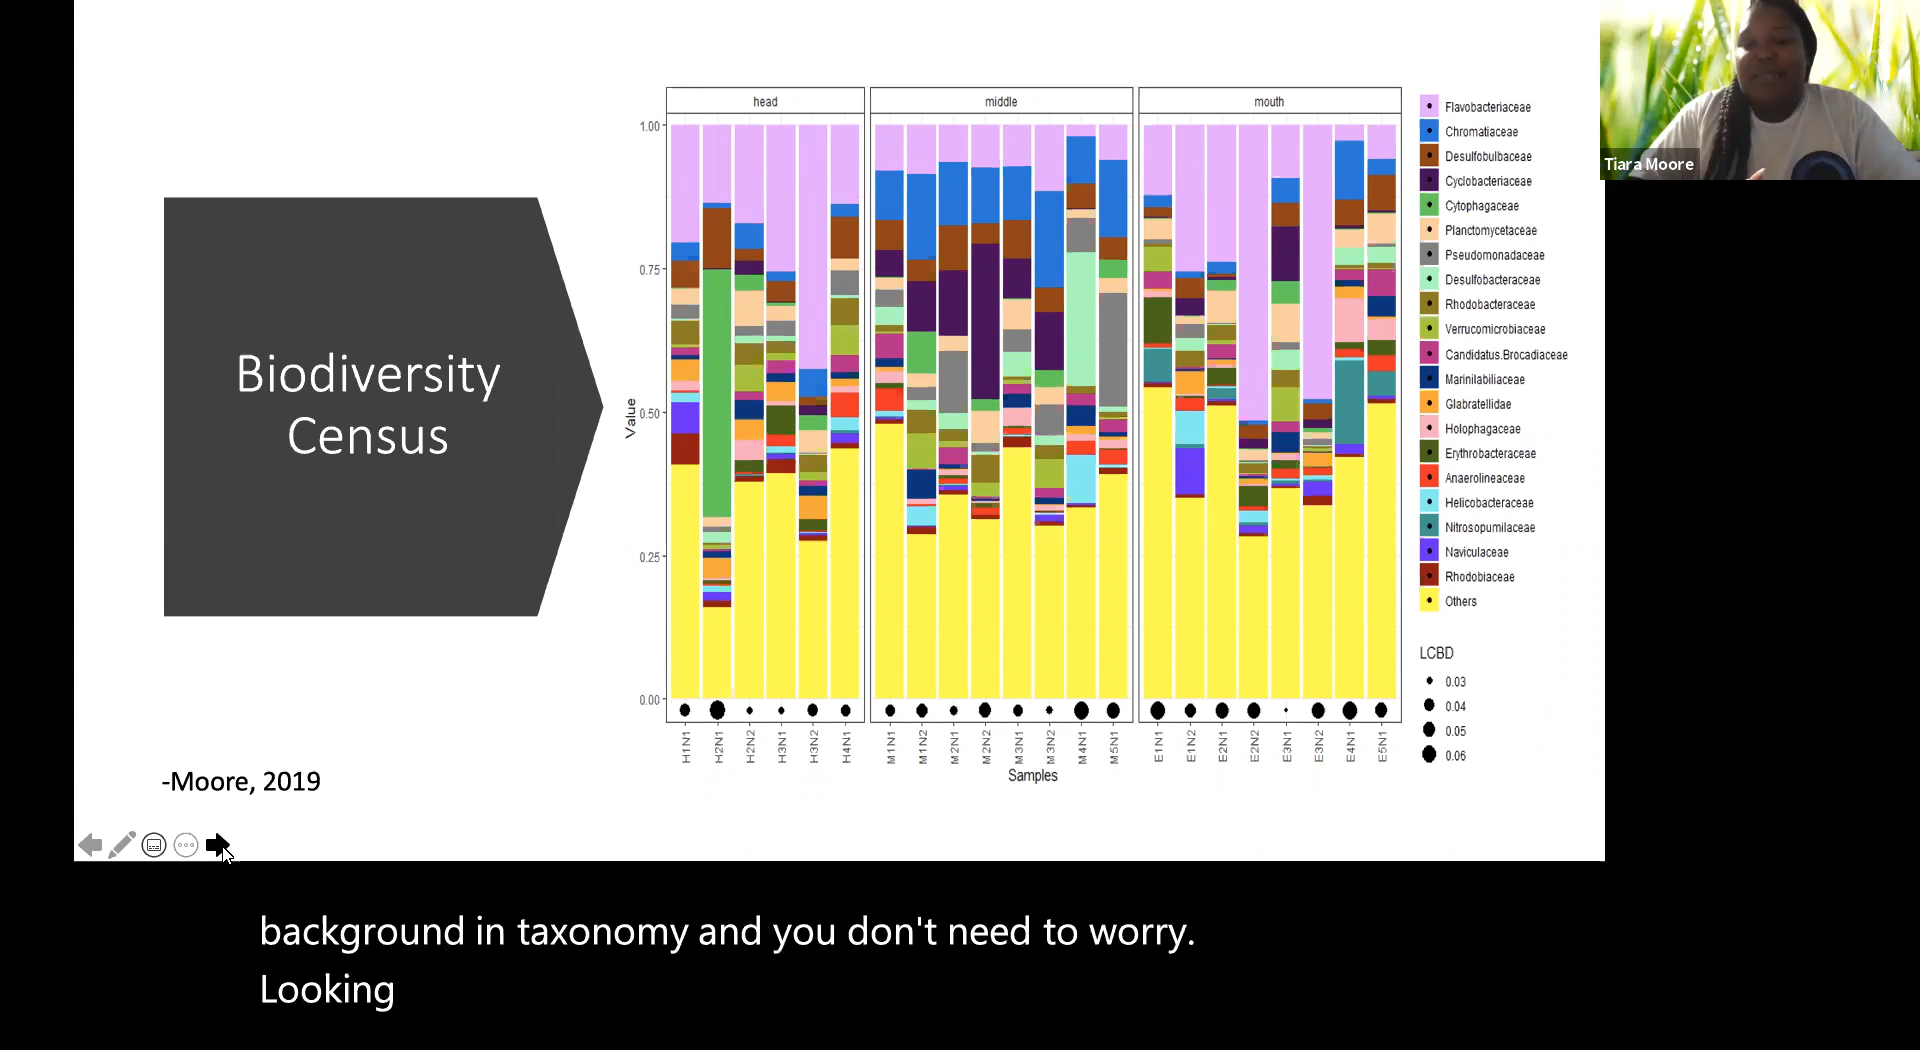 Biodiversity
Census
-Moore, 2019
head
middle
mouth
Value
1.00
0.75
0.50
0.25
0.00
H1N1
H2N1
H2N2
H3N1
H3N2
H4N1
M1N1
M1N2
M2N1
M2N2
M3N1
M3N2
M4N1
M5N1
E1N1
E1N2
E2N1
E2N2
E3N1
E3N2
E4N1
E5N1
Samples
Flavobacteriaceae
Chromatiaceae
Desulfobulbaceae
Cyclobacteriaceae
Cytophagaceae
Planctomycetaceae
Pseudomonadaceae
Desulfobacteraceae
Rhodobacteraceae
Verrucomicrobiaceae
Candidatus.Brocadiaceae
Marinilabiliaceae
Glabratellidae
Holophagaceae
Erythrobacteraceae
Anaerolineaceae
Helicobacteraceae
Nitrosopumilaceae
Naviculaceae
Rhodobiaceae
Others
LCBD
0.03
0.04
0.05
0.06
Tiara Moore
background in taxonomy and you don't need to worry.
Looking